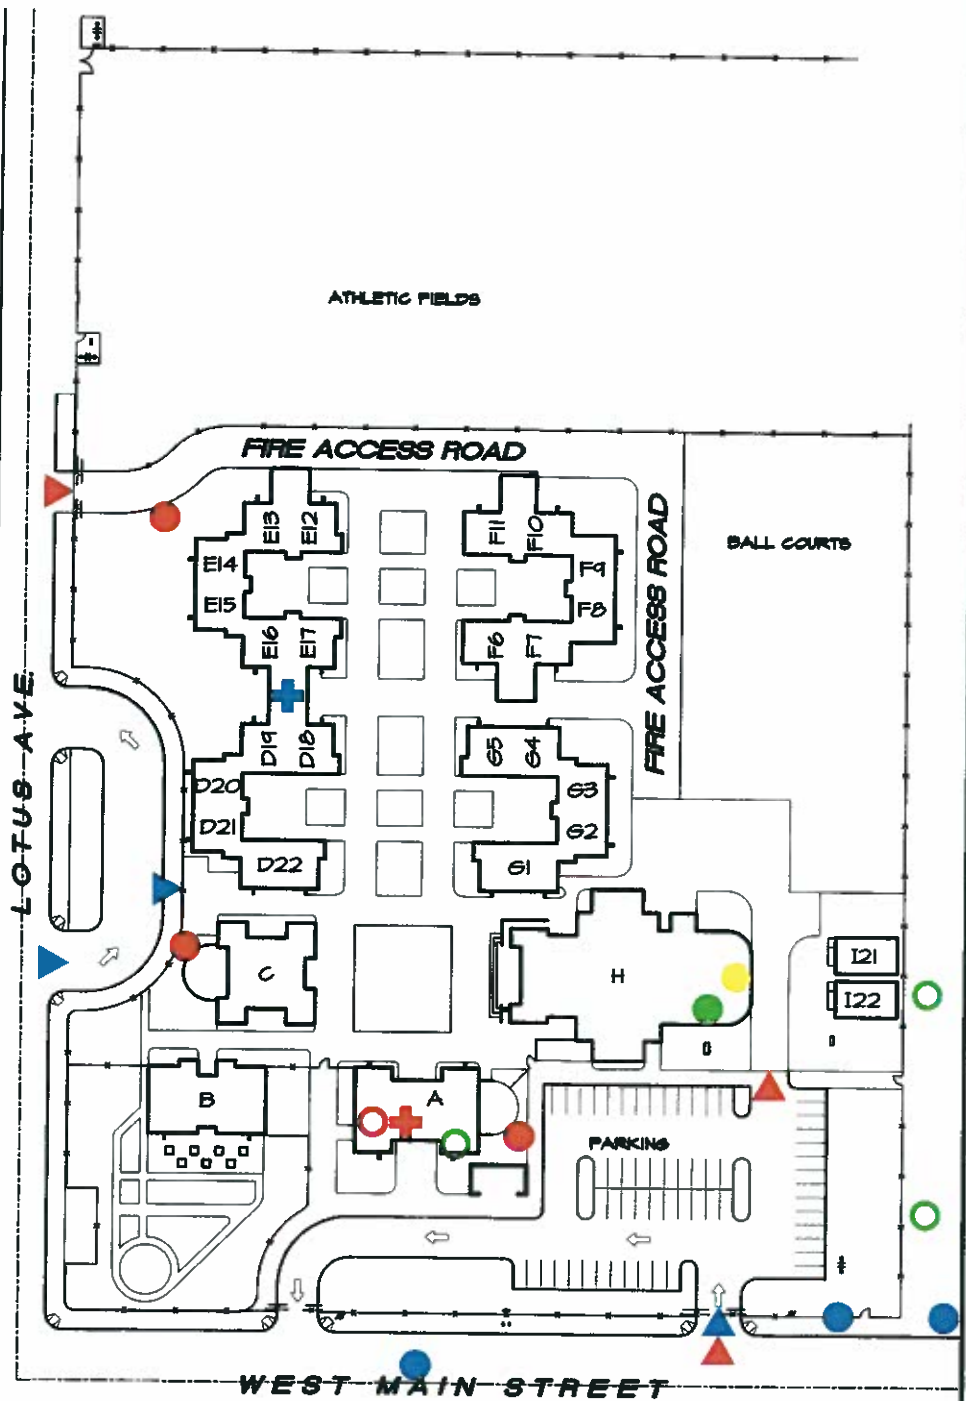 ATHLETIC FIELDS
FIRE ACCESS ROAD
E13
E12
F11
F10
BALL COURTS
E14
F9
E15
F8
FIRE ACCESS ROAD
E16
E17
F6
F7
LOTUS AVE
D19
D18
G5
G4
D20
G3
D21
G2
D22
G1
C
H
I21
I22
B
A
PARKING
WEST MAIN STREET